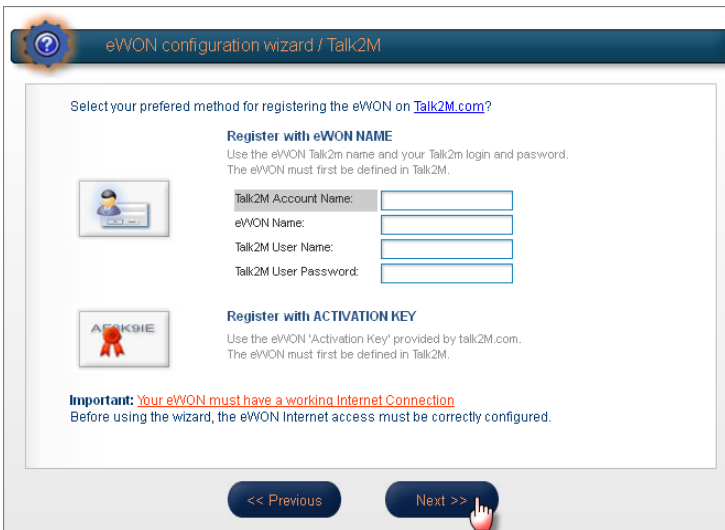 eWON configuration wizard / Talk2M
Select your prefered method for registering the eWON on Talk2M.com?
Register with eWON NAME
Use the eWON Talk2m name and your Talk2m login and password.
The eWON must first be defined in Talk2M.
Talk2M Account Name:
eWON Name:
Talk2M User Name:
Talk2M User Password:
Register with ACTIVATION KEY
Use the eWON 'Activation Key' provided by talk2M.com.
The eWON must first be defined in Talk2M.
Important: Your eWON must have a working Internet Connection
Before using the wizard, the eWON Internet access must be correctly configured.
<< Previous
Next >>